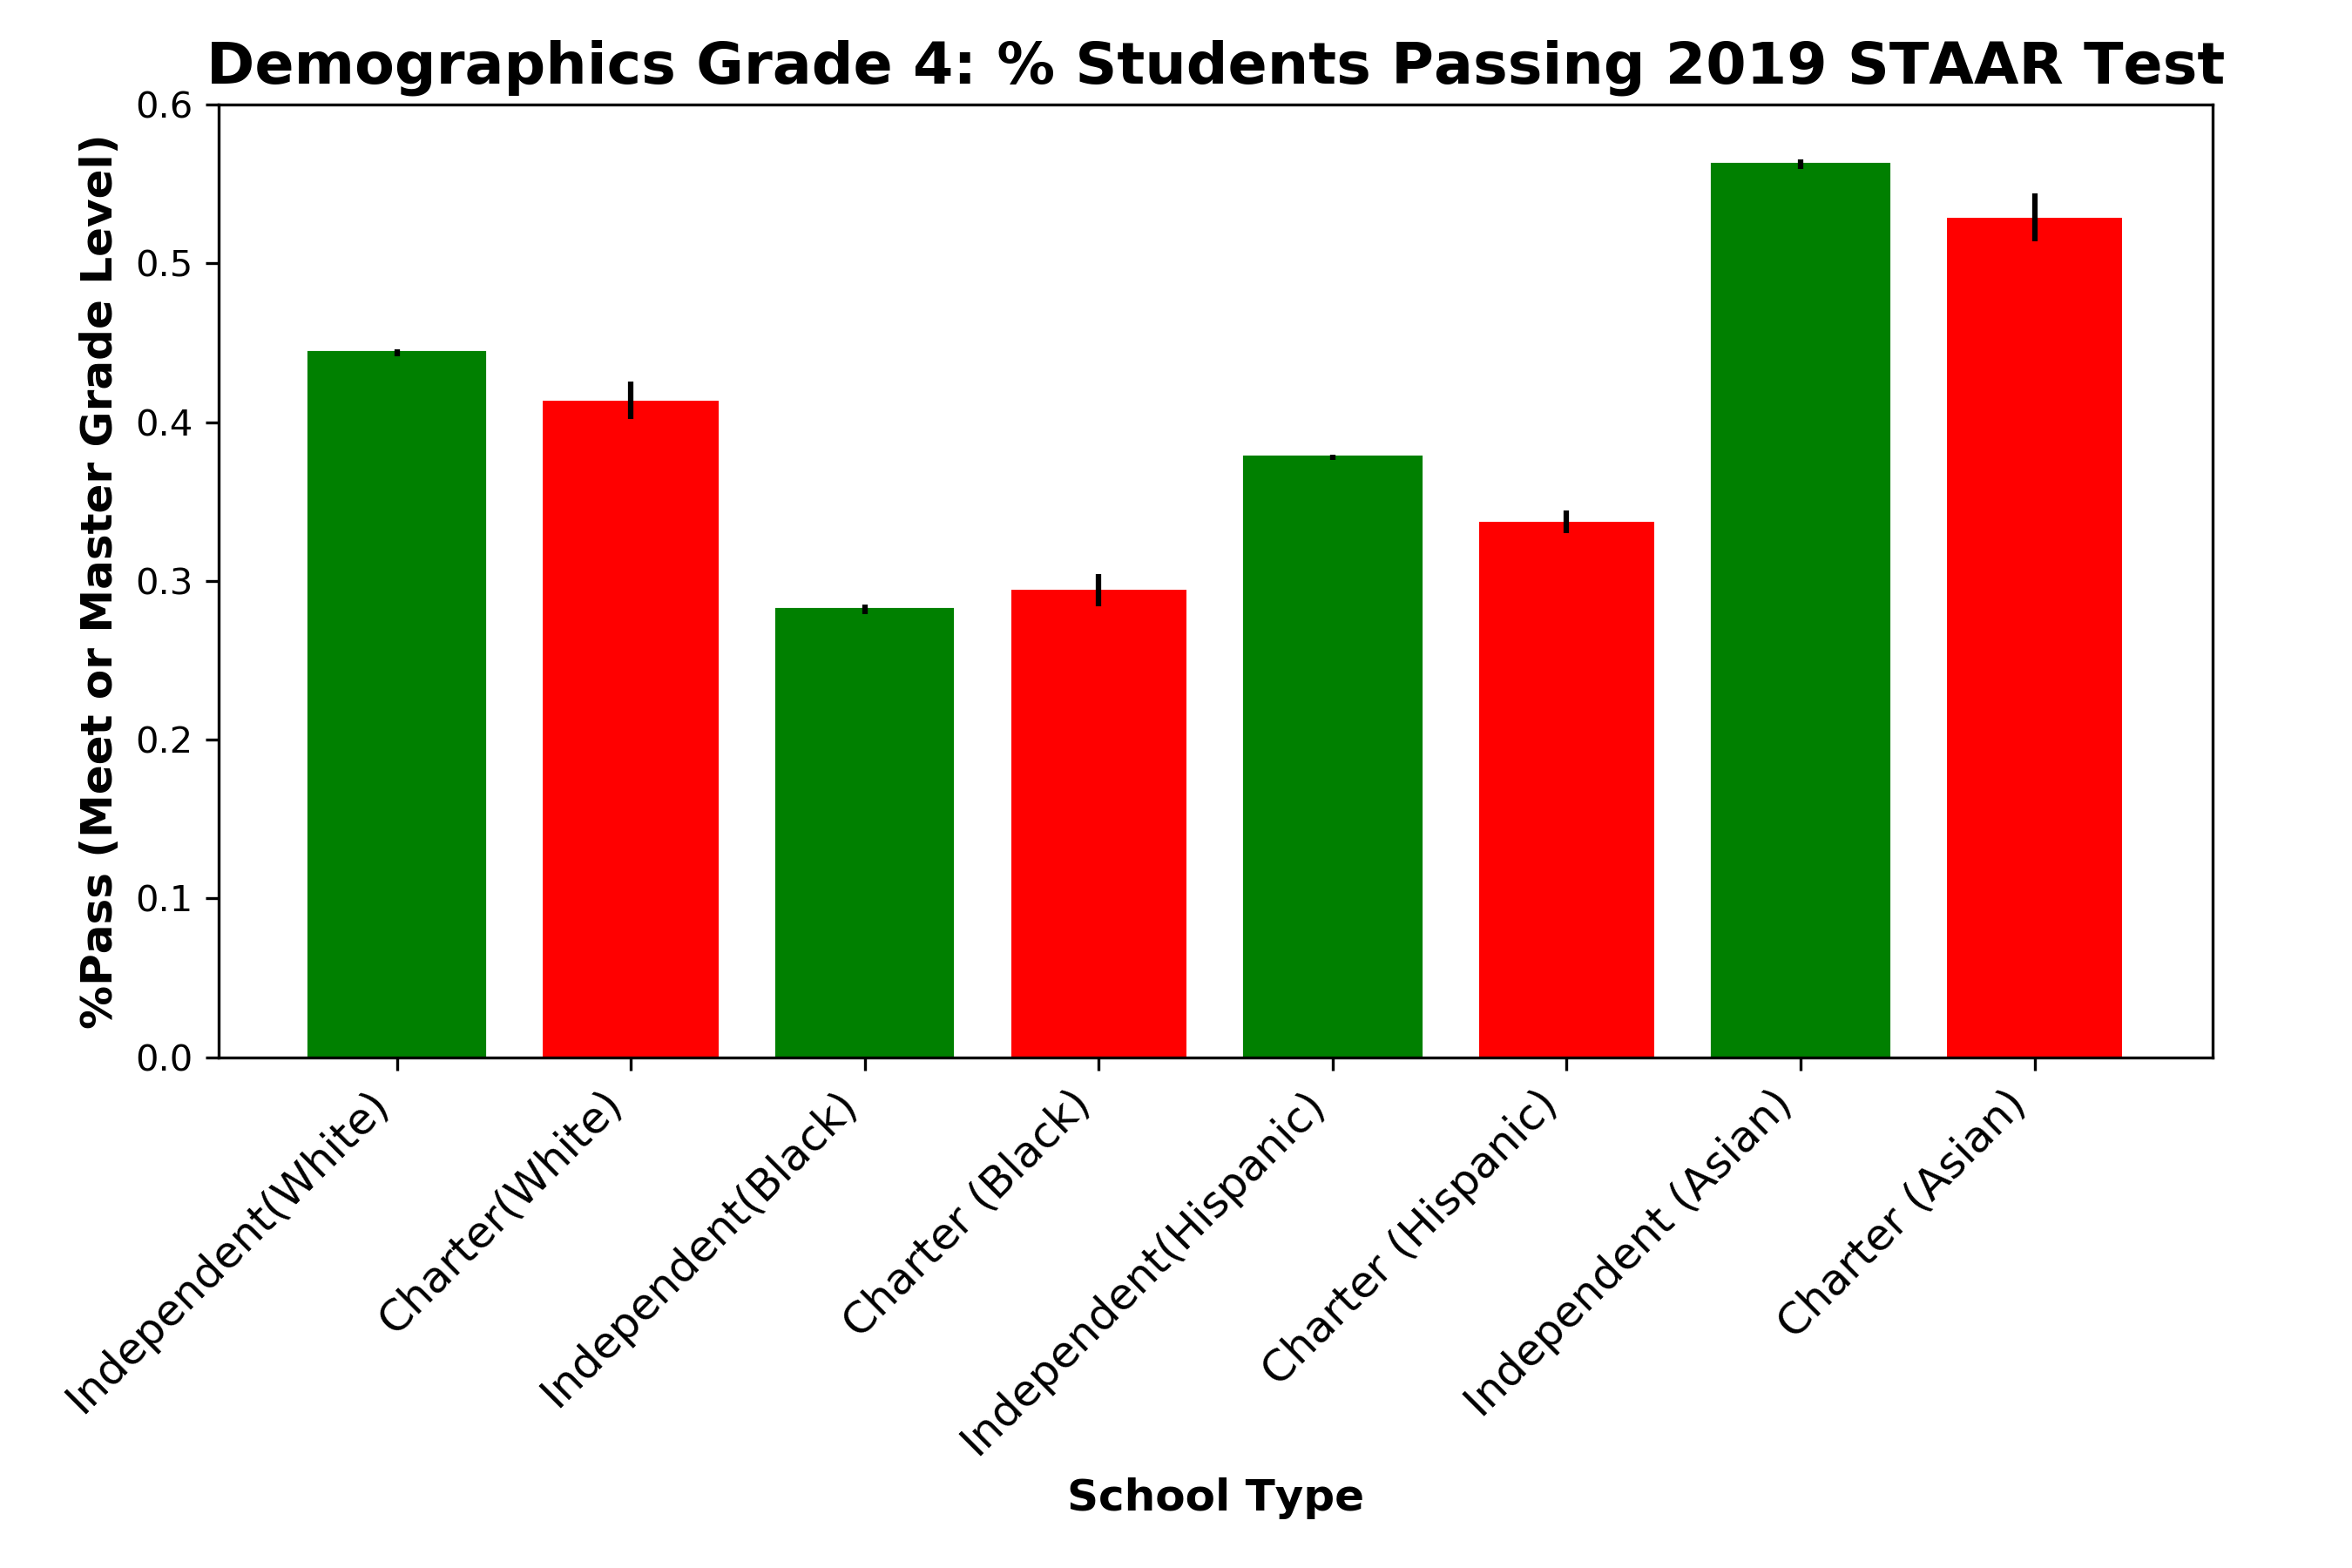 Demographics Grade 4: % Students Passing 2019 STAAR Test
%Pass (Meet or Master Grade Level)
0.6
0.5
0.4
0.3
0.2
0.1
0.0
Independent(White)
Charter(White)
Independent(Black)
Charter (Black)
Independent(Hispanic)
Charter (Hispanic)
Independent (Asian)
Charter (Asian)
School Type